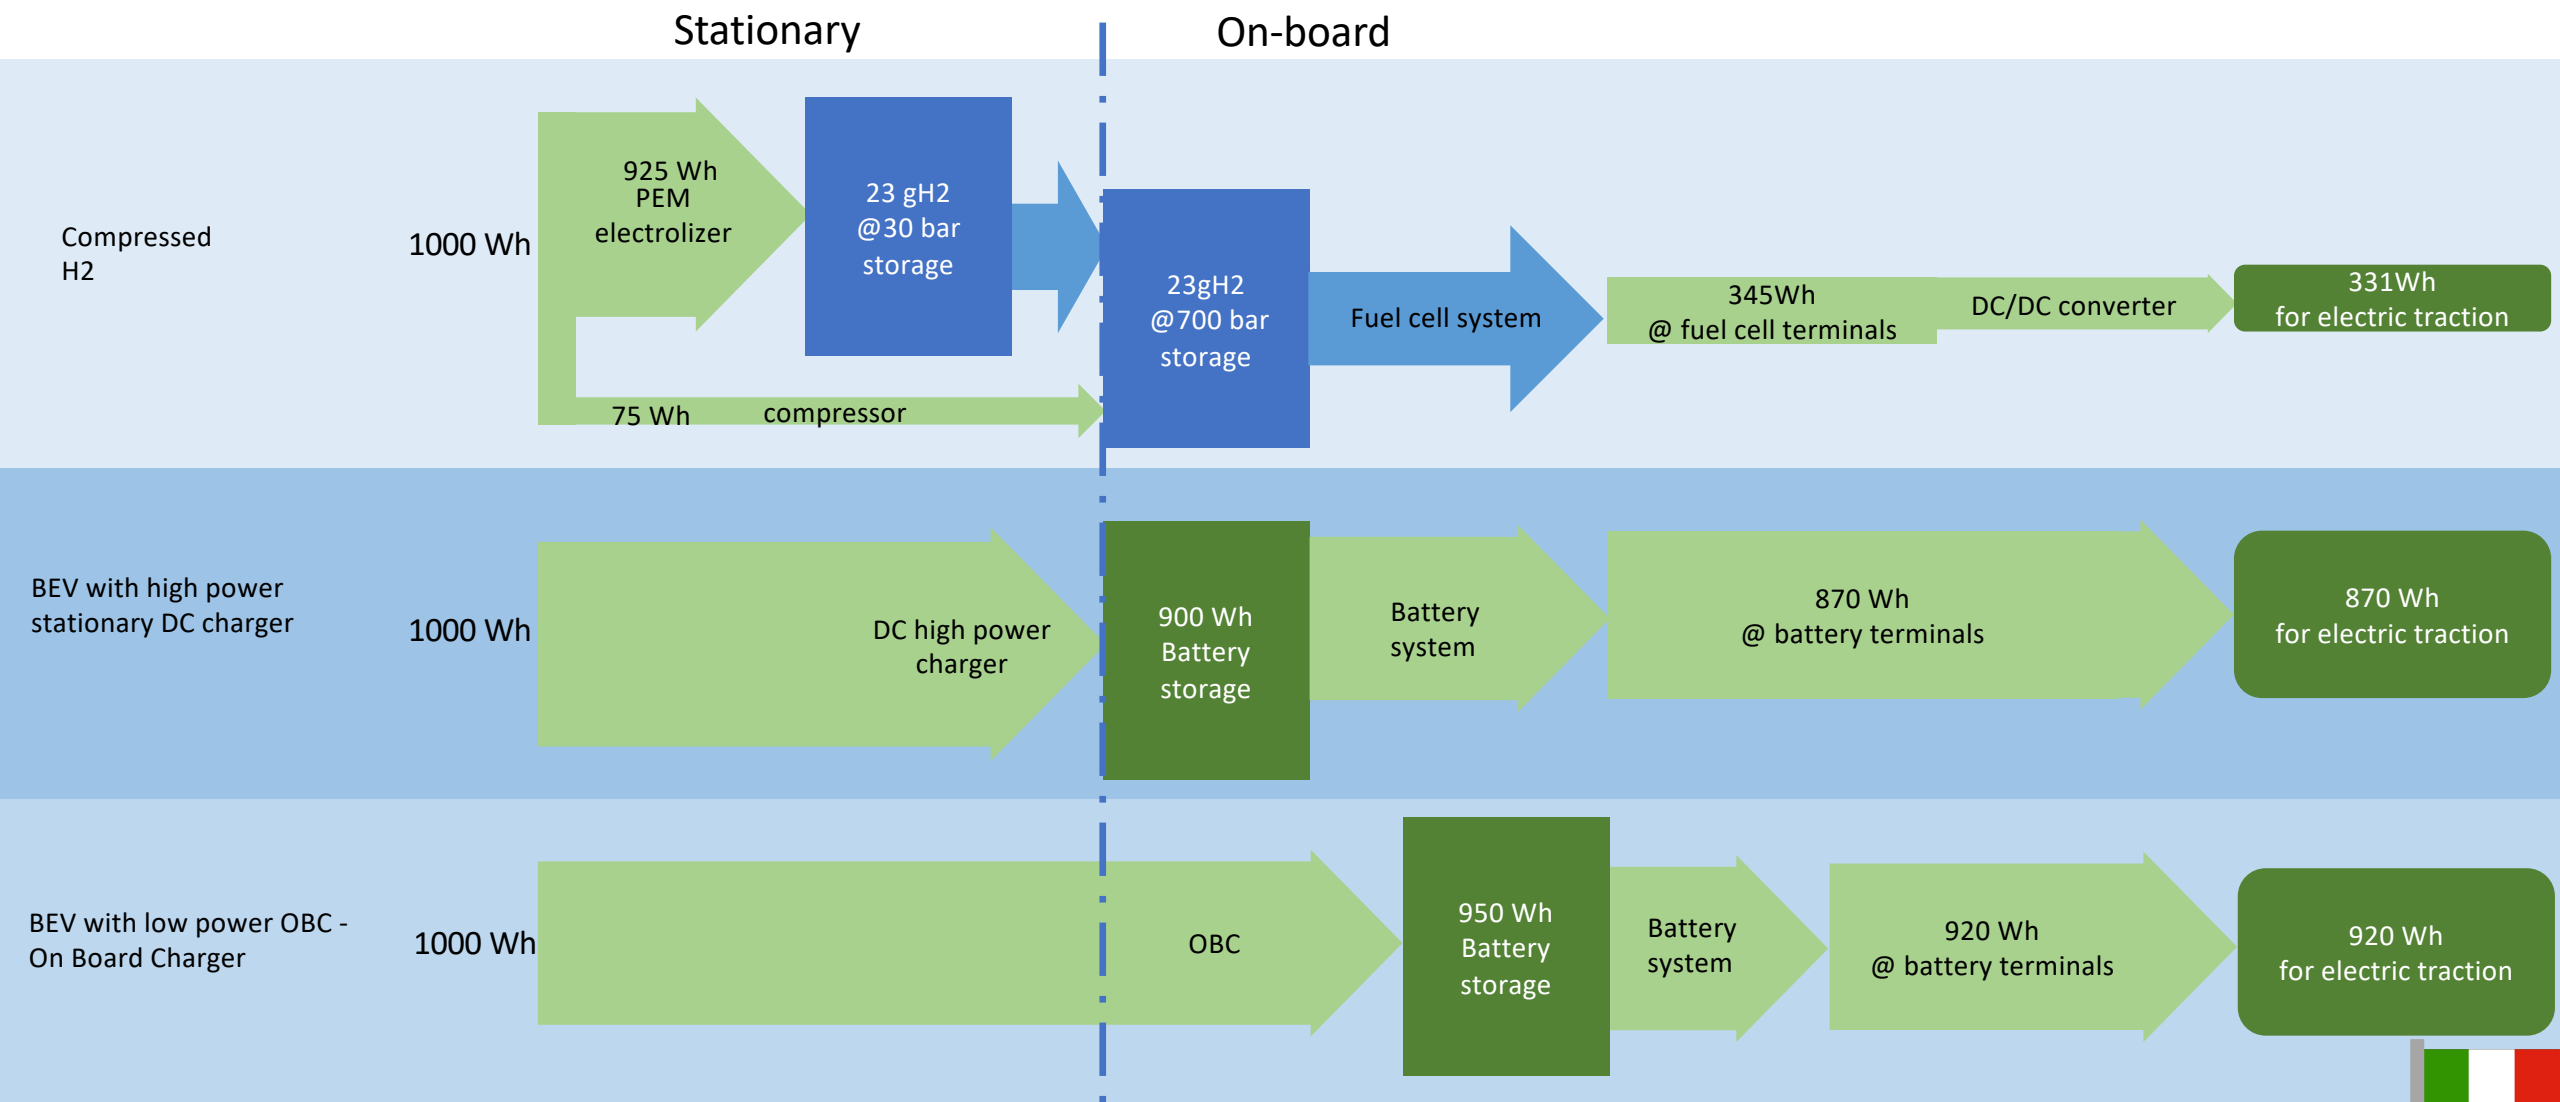 Stationary
On-board
Compressed
H2
1000 Wh
925 Wh
PEM
electrolizer
23 gH2
@30 bar
storage
75 Wh
compressor
23gH2
@700 bar
storage
Fuel cell system
345Wh
@ fuel cell terminals
DC/DC converter
331Wh
for electric traction
BEV with high power
stationary DC charger
1000 Wh
DC high power
charger
900 Wh
Battery
storage
Battery
system
870 Wh
@ battery terminals
870 Wh
for electric traction
BEV with low power OBC -
On Board Charger
1000 Wh
OBC
950 Wh
Battery
storage
Battery
system
920 Wh
@ battery terminals
920 Wh
for electric traction